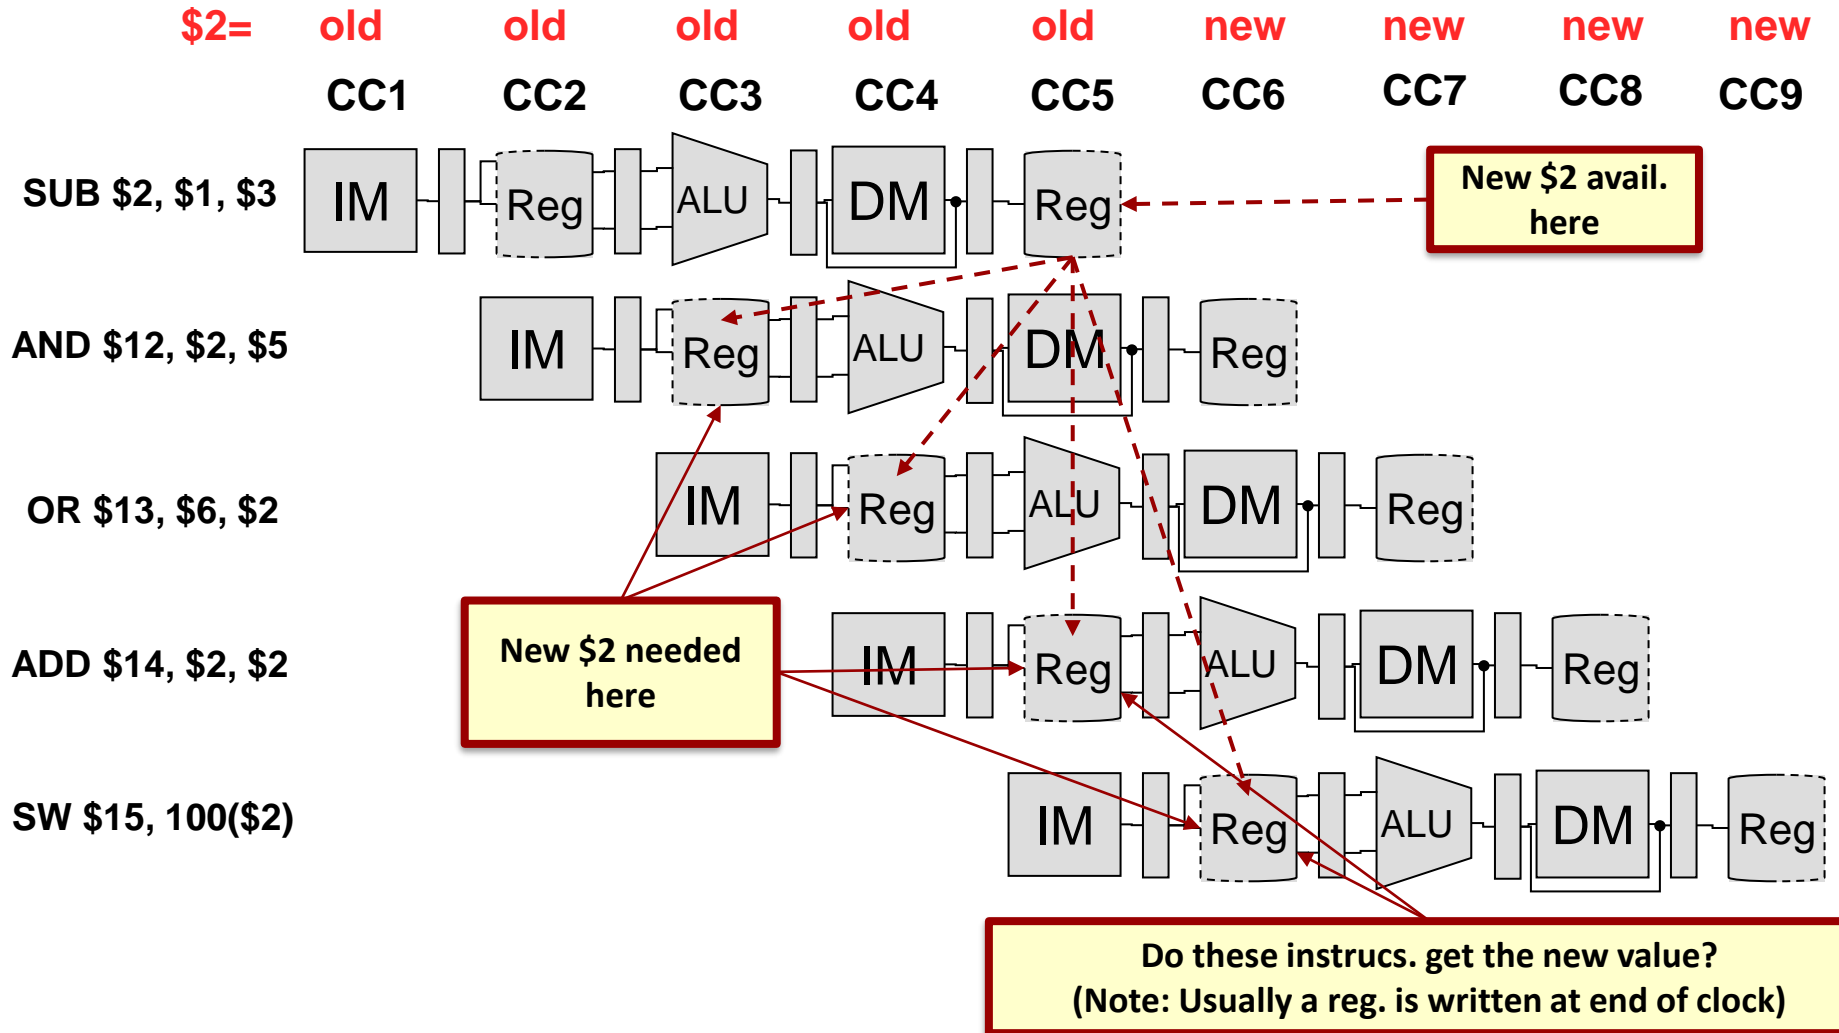 $2= old old old old old new new new new
CC1 CC2 CC3 CC4 CC5 CC6 CC7 CC8 CC9
SUB $2, $1, $3 IM Reg ALU DM Reg
New $2 avail.
here
AND $12, $2, $5 IM Reg ALU DM Reg
OR $13, $6, $2 IM Reg ALU DM Reg
New $2 needed
here
ADD $14, $2, $2 IM Reg ALU DM Reg
SW $15, 100($2) IM Reg ALU DM Reg
Do these instrucs. get the new value?
(Note: Usually a reg. is written at end of clock)